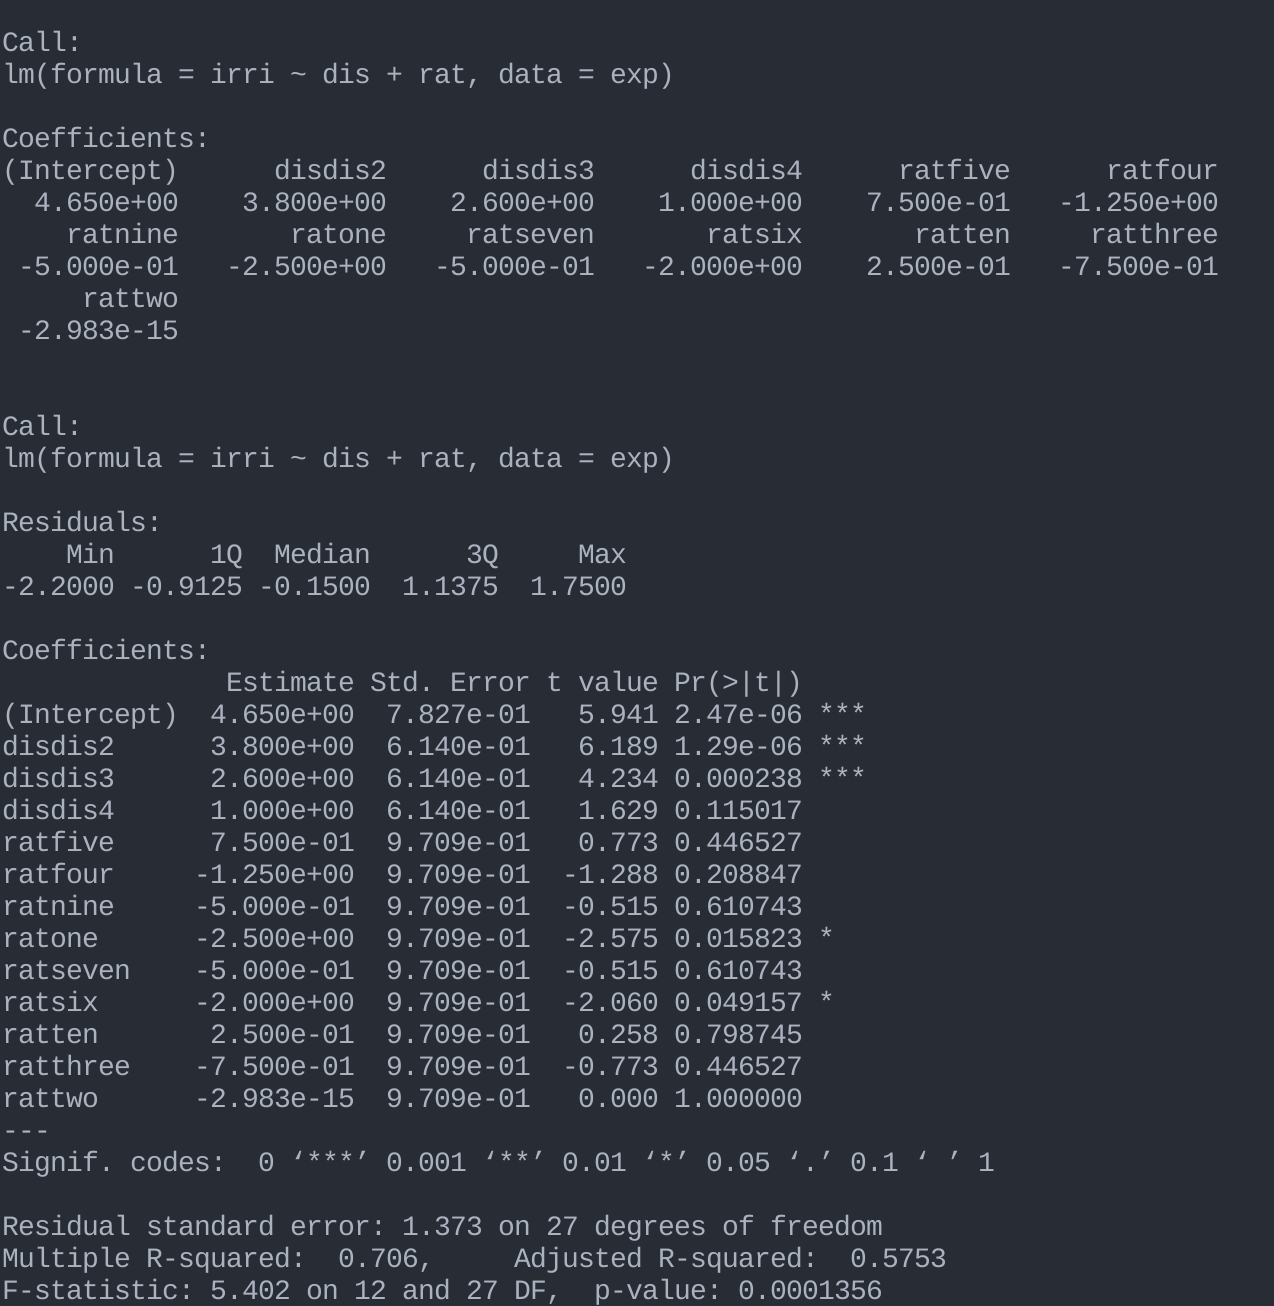 Call:
lm(formula = irri ~ dis + rat, data = exp)
Coefficients:
(Intercept)      disdis2      disdis3      disdis4      ratfive      ratfour
  4.650e+00    3.800e+00    2.600e+00    1.000e+00    7.500e-01   -1.250e+00
    ratnine       ratone     ratseven       ratsix       ratten     ratthree
 -5.000e-01   -2.500e+00   -5.000e-01   -2.000e+00    2.500e-01   -7.500e-01
     rattwo
 -2.983e-15
Call:
lm(formula = irri ~ dis + rat, data = exp)
Residuals:
    Min      1Q  Median      3Q     Max
-2.2000 -0.9125 -0.1500  1.1375  1.7500
Coefficients:
              Estimate Std. Error t value Pr(>|t|)
(Intercept)  4.650e+00  7.827e-01   5.941 2.47e-06 ***
disdis2      3.800e+00  6.140e-01   6.189 1.29e-06 ***
disdis3      2.600e+00  6.140e-01   4.234 0.000238 ***
disdis4      1.000e+00  6.140e-01   1.629 0.115017
ratfive      7.500e-01  9.709e-01   0.773 0.446527
ratfour     -1.250e+00  9.709e-01  -1.288 0.208847
ratnine     -5.000e-01  9.709e-01  -0.515 0.610743
ratone      -2.500e+00  9.709e-01  -2.575 0.015823 *
ratseven    -5.000e-01  9.709e-01  -0.515 0.610743
ratsix      -2.000e+00  9.709e-01  -2.060 0.049157 *
ratten       2.500e-01  9.709e-01   0.258 0.798745
ratthree    -7.500e-01  9.709e-01  -0.773 0.446527
rattwo      -2.983e-15  9.709e-01   0.000 1.000000
---
Signif. codes:  0 ‘***’ 0.001 ‘**’ 0.01 ‘*’ 0.05 ‘.’ 0.1 ‘ ’ 1
Residual standard error: 1.373 on 27 degrees of freedom
Multiple R-squared:  0.706,     Adjusted R-squared:  0.5753
F-statistic: 5.402 on 12 and 27 DF,  p-value: 0.0001356